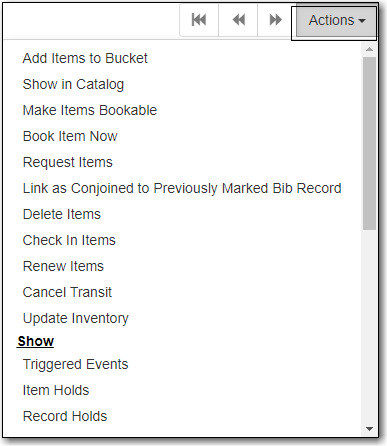 Actions
Add Items to Bucket
Show in Catalog
Make Items Bookable
Book Item Now
Request Items
Link as Conjoined to Previously Marked Bib Record
Delete Items
Check In Items
Renew Items
Cancel Transit
Update Inventory
Show
Triggered Events
Item Holds
Record Holds